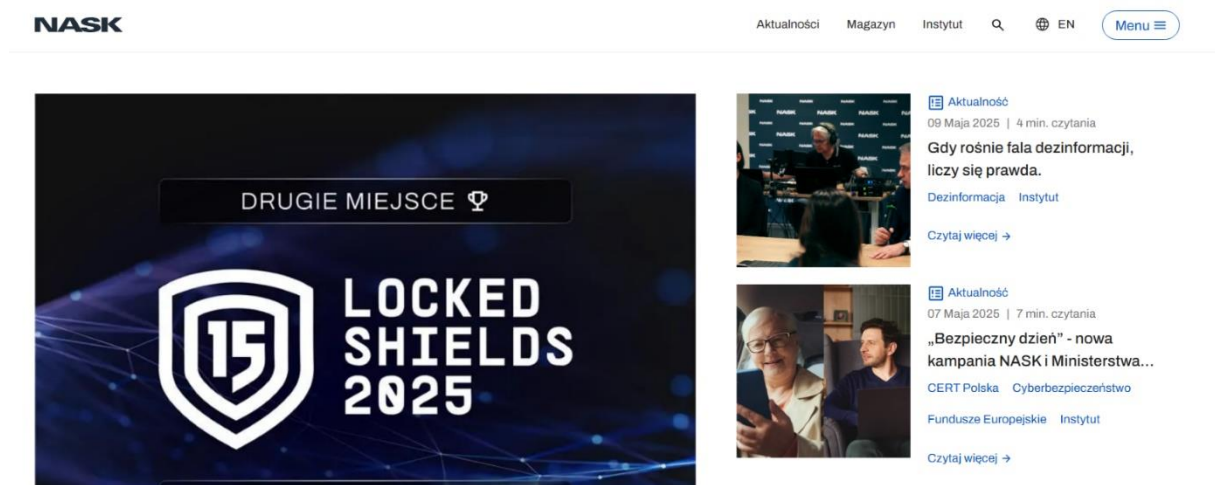 NASK
Aktualności Magazyn Instytut EN Menu
DRUGIE MIEJSCE
15
LOCKED
SHIELDS
2025
Aktualność
09 Maja 2025 | 4 min. czytania
Gdy rośnie fala dezinformacji,
liczy się prawda.
Dezinformacja Instytut
Czytaj więcej →
Aktualność
07 Maja 2025 | 7 min. czytania
„Bezpieczny dzień” - nowa
kampania NASK i Ministerstwa...
CERT Polska Cyberbezpieczeństwo
Fundusze Europejskie Instytut
Czytaj więcej →